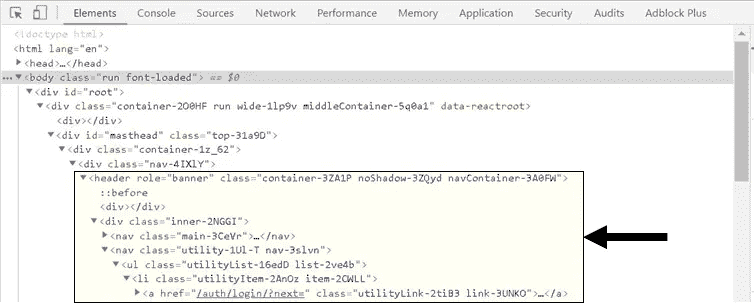 Elements Console Sources Network Performance Memory Application Security Audits Adblock Plus
<!doctype html>
<html lang="en">
<head>…</head>
<body class="run font-loaded"> == $0
<div id="root">
<div class="container-2O0HF run wide-1lp9v middleContainer-5q0a1" data-reactroot>
<div></div>
<div id="masthead" class="top-31a9D">
<div class="container-1z_62">
<div class="nav-4IXlY">
<header role="banner" class="container-3ZA1P noShadow-3ZQyd navContainer-3A0FW">
::before
<div></div>
<div class="inner-2NGGI">
<nav class="main-3CeVr">…</nav>
<nav class="utility-1Ul-T nav-3slvn">
<ul class="utilityList-16edD list-2ve4b">
<li class="utilityItem-2AnOz item-2CWLL">
<a href="/auth/login/?next=" class="utilityLink-2tiB3 link-3UNKO">…</a>